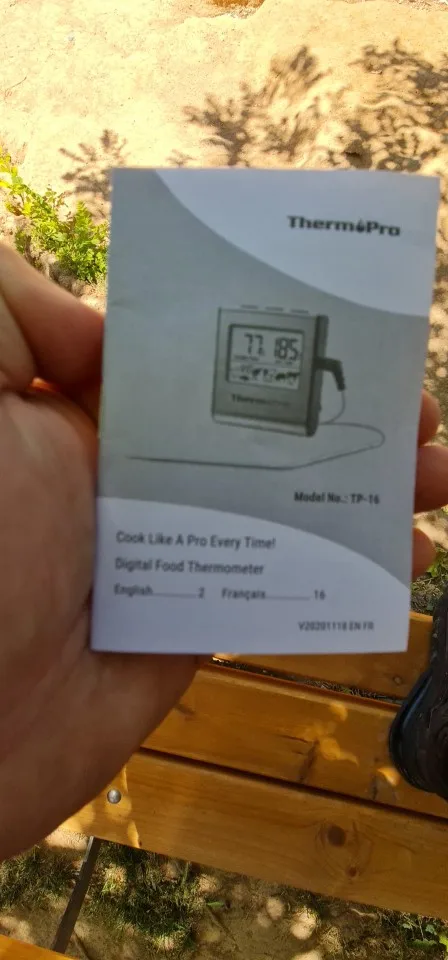 ThermoPro
77 185
ThermoPro
Model No.: TP-16
Cook Like A Pro Every Time!
Digital Food Thermometer
English.................2 Français.................16
V20201118 EN FR